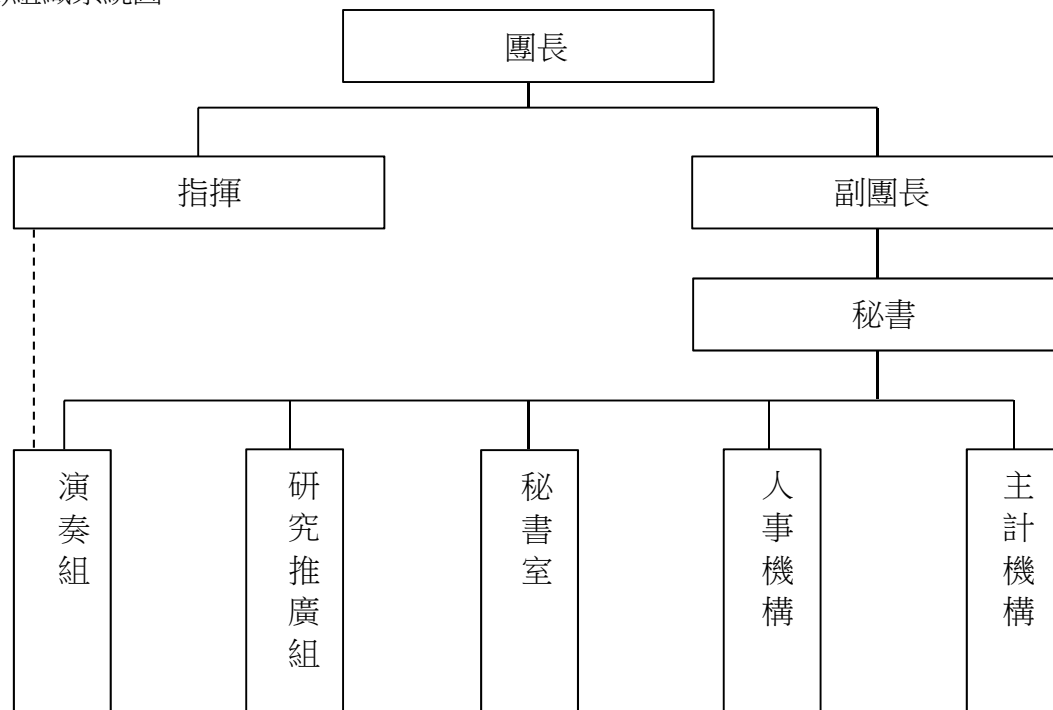 組織系統圖
團長
指揮
副團長
秘書
演奏組
研究推廣組
秘書室
人事機構
主計機構